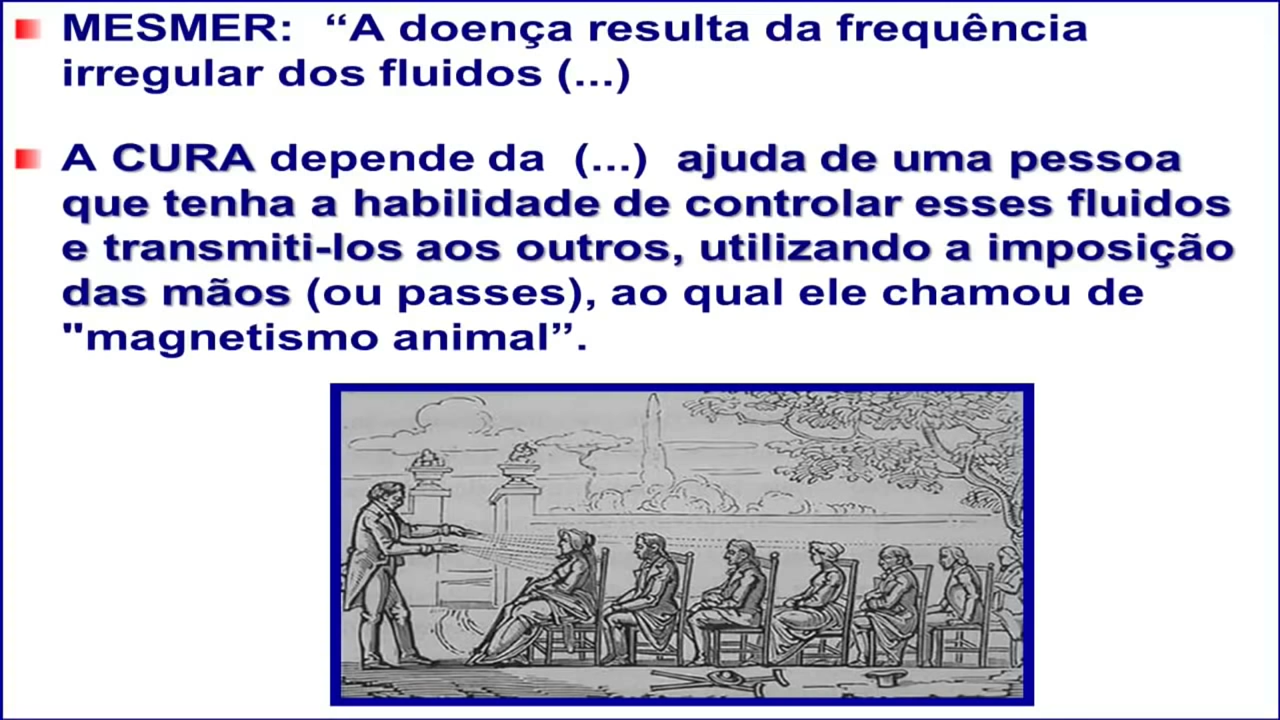 MESMER: “A doença resulta da frequência
irregular dos fluidos (...)
A CURA depende da (...) ajuda de uma pessoa
que tenha a habilidade de controlar esses fluidos
e transmiti-los aos outros, utilizando a imposição
das mãos (ou passes), ao qual ele chamou de
"magnetismo animal”.